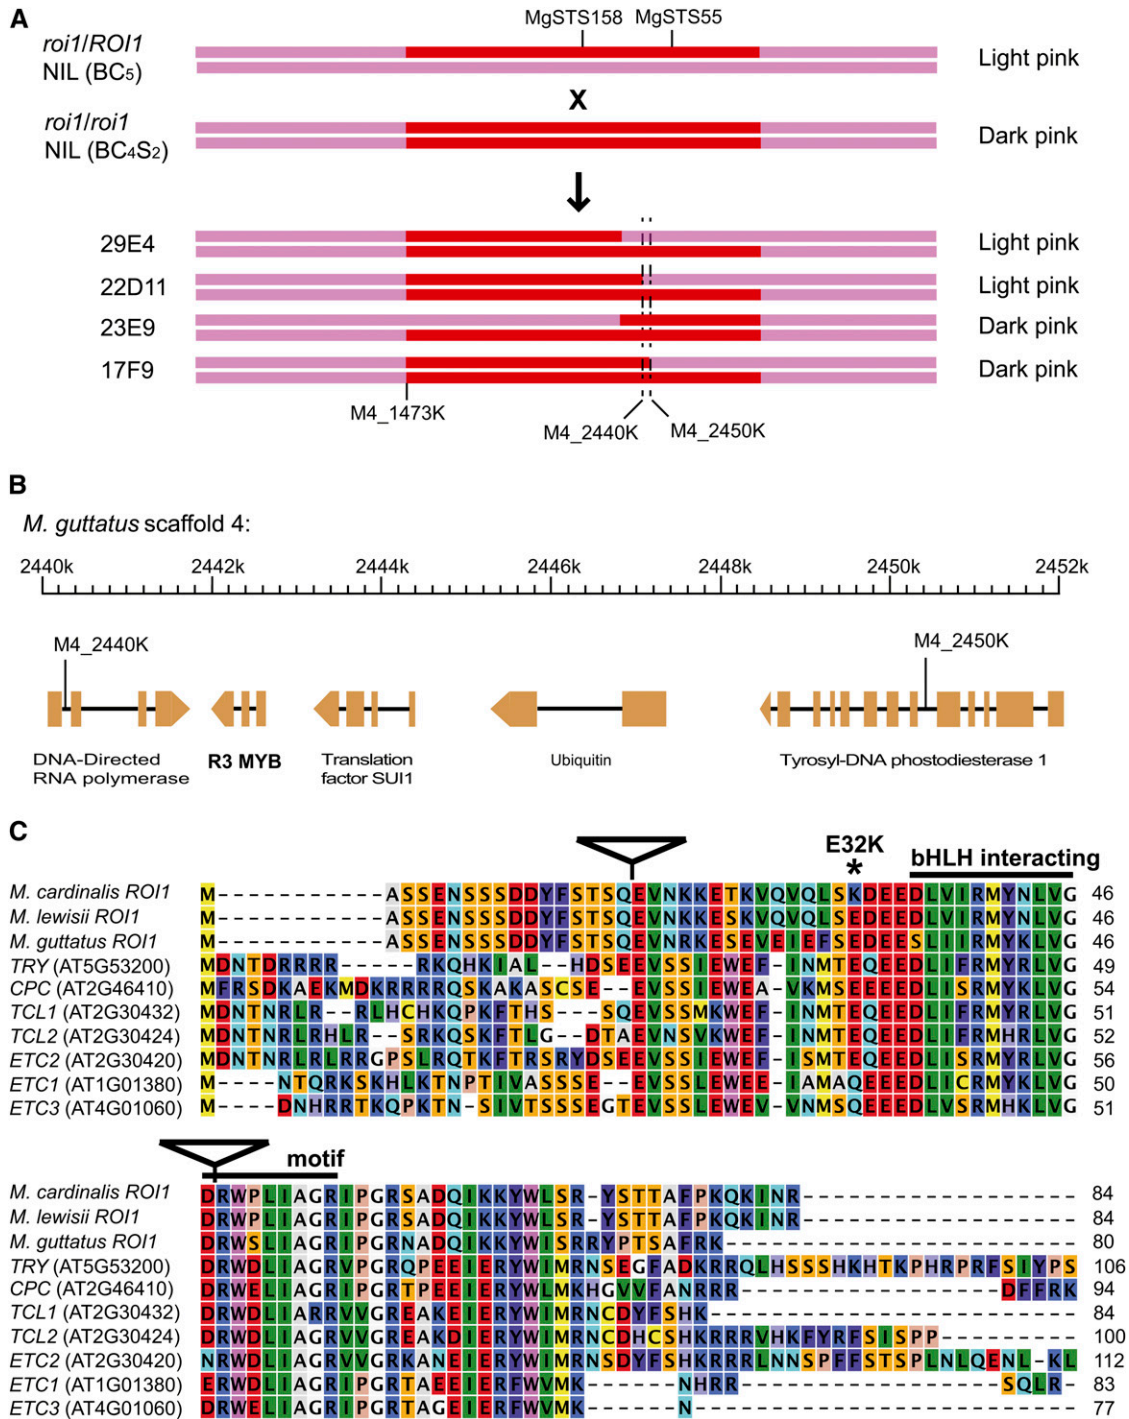 A
MgSTS158 MgSTS55
roi1/ROI1
NIL (BC5)
Light pink
X
roi1/roi1
NIL (BC4S2)
Dark pink
29E4
Light pink
22D11
Light pink
23E9
Dark pink
17F9
Dark pink
M4_1473K
M4_2440K
M4_2450K
B
M. guttatus scaffold 4:
2440k 2442k 2444k 2446k 2448k 2450k 2452k
M4_2440K
M4_2450K
DNA-Directed
RNA polymerase
R3 MYB
Translation
factor SUI1
Ubiquitin
Tyrosyl-DNA phostodiesterase 1
C
E32K
*
bHLH interacting
M. cardinalis ROI1 M----------ASSENSSSDDYFSTSQEVNKKETKVQVQLSKDEEDLVIRMYNLVG 46
M. lewisii ROI1 M----------ASSENSSSDDYFSTSQEVNKKESKVQVQLSEDEEDLVIRMYNLVG 46
M. guttatus ROI1 M----------ASSENSSSDDYFSTSQEVNRKESEVEIEFSEDEESLIIRMYKLVG 46
TRY (AT5G53200) MDNTDRRRR-----RKQHKIAL--HDSEEVSSIEWEF-INMTEQEEDLIFRMYRLVG 49
CPC (AT2G46410) MFRSDKAEKMDKRRRRQSKAKASCSE--EVSSIEWEA-VKMSEEEEDLISRMYKLVG 54
TCL1 (AT2G30432) MDNTNRLR--RLHCHKQPKFTHS---SQEVSSMKWEF-INMTEQEEDLIFRMYRLVG 51
TCL2 (AT2G30424) MDNTNRLRHLR---SRKQSKFTLG--DTAEVNSVKWEF-INMTEQEEDLIFRMHRLVG 52
ETC2 (AT2G30420) MDNTNRLRLRRGPSLRQTKFTRSRYDSEEVSSIEWEF-ISMTEQEEDLISRMYRLVG 56
ETC1 (AT1G01380) M----NTQRKSKHLKTNPTIVASSSE--EVSSLEWEE-IAMAQEEEDLICRMYKLVG 50
ETC3 (AT4G01060) M----DNHRRTKQPKTN-SIVTSSSEGTEVSSLEWEV-VNMSQEEEDLVSRMHKLVG 51
motif
M. cardinalis ROI1 DRWPLIAGRIPGRSADQIKKYWLSR-YSTTAFPKQKINR----------------- 84
M. lewisii ROI1 DRWPLIAGRIPGRSADQIKKYWLSR-YSTTAFPKQKINR----------------- 84
M. guttatus ROI1 DRWSLIAGRIPGRNADQIKKYWISRRYPTSAFRK---------------------- 80
TRY (AT5G53200) DRWDLIAGRVPGRQPEEIERYWIMRNSEGFADKRRQLHSSSHKHTKPHRPRFSIYPS 106
CPC (AT2G46410) DRWELIAGRIPGRTPEEIERYWLMKHGVVFANRRR----------------DFFRK 94
TCL1 (AT2G30432) DRWDLIARRVVGREAKEIERYWIMRNCDYFSHK----------------------- 84
TCL2 (AT2G30424) DRWDLIAGRVVGREAKDIERYWIMRNCDHCSHKRRRVHKFYRFSISPP-------- 100
ETC2 (AT2G30420) NRWDLIAGRVVGRKANEIERYWIMRNSDYFSHKRRRLNNSPFFSTSPLNLQENL-KL 112
ETC1 (AT1G01380) ERWDLIAGRIPGRTAEEIERFWVMK------NHRR----------------SQLR- 83
ETC3 (AT4G01060) DRWELIAGRIPGRTAGEIERFWVMK------N------------------------ 77